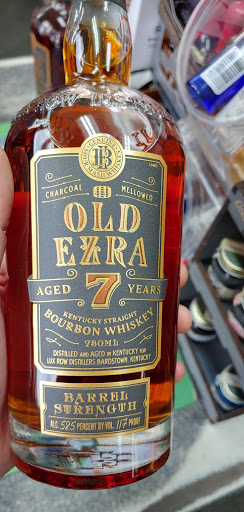 CHARCOAL MELLOWED
OLD
EZRA
AGED 7 YEARS
KENTUCKY STRAIGHT
BOURBON WHISKEY
750ML
DISTILLED AND AGED IN KENTUCKY FOR
LUX ROW DISTILLERS BARDSTOWN, KENTUCKY
BARREL
STRENGTH
ALC. 58.5 PERCENT BY VOL. 117 PROOF